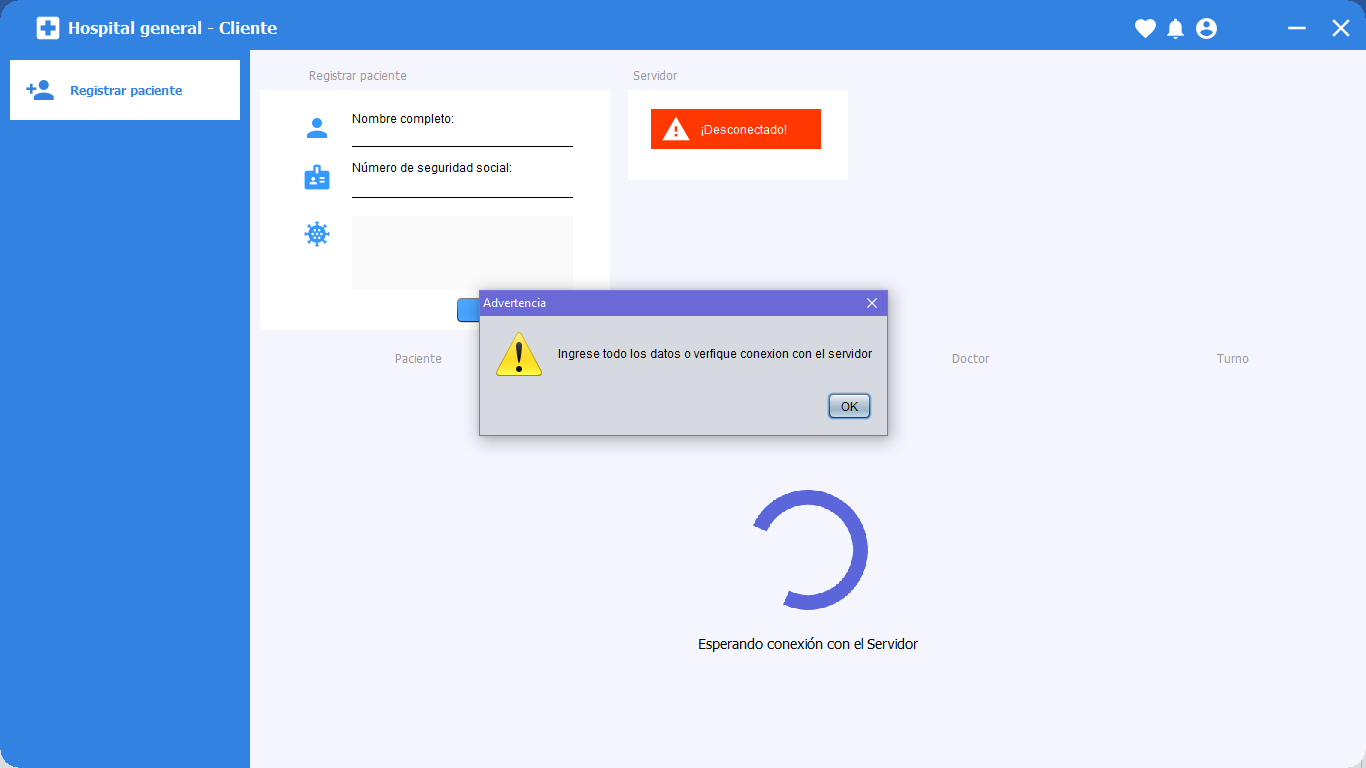 Hospital general - Cliente
Registrar paciente
Registrar paciente
Servidor
Nombre completo:
¡Desconectado!
Número de seguridad social:
Advertencia
Ingrese todo los datos o verfique conexion con el servidor
OK
Paciente
Doctor
Turno
Esperando conexión con el Servidor